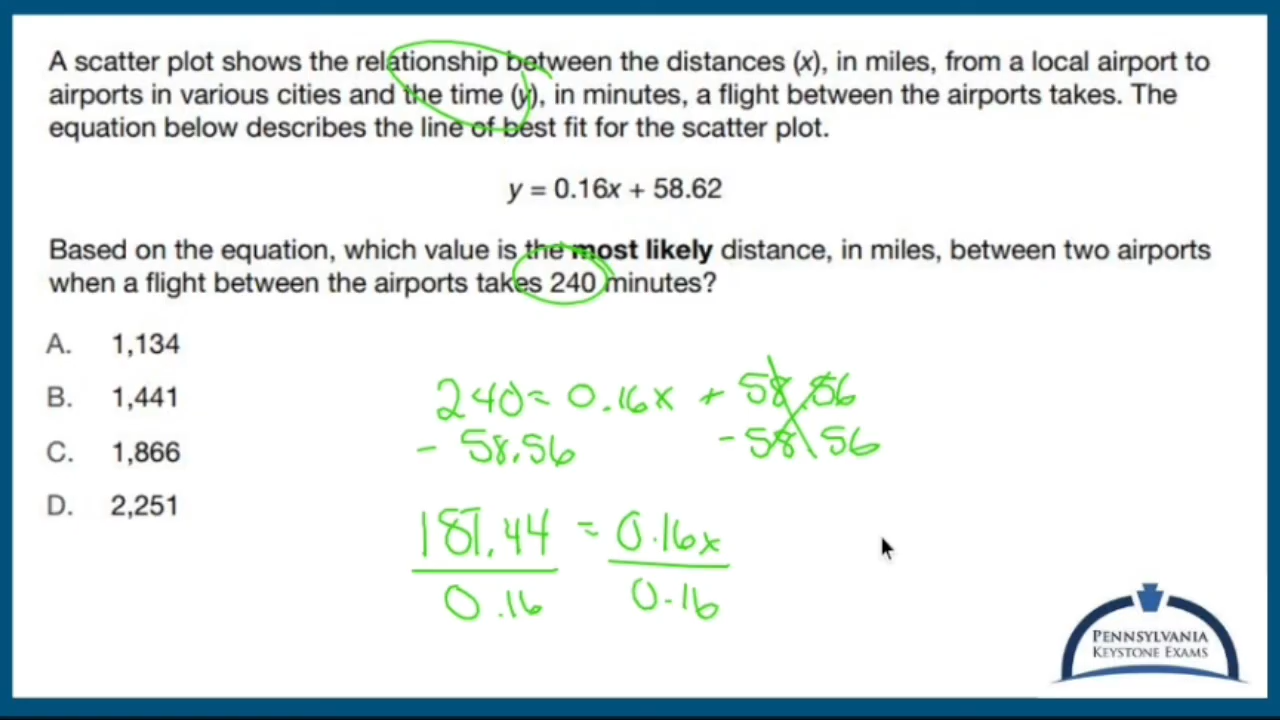 A scatter plot shows the relationship between the distances (x), in miles, from a local airport to
airports in various cities and the time (y), in minutes, a flight between the airports takes. The
equation below describes the line of best fit for the scatter plot.
y = 0.16x + 58.62
Based on the equation, which value is the most likely distance, in miles, between two airports
when a flight between the airports takes 240 minutes?
A. 1,134
B. 1,441
C. 1,866
D. 2,251
240 = 0.16x + 58.56
- 58.56 - 58.56
181.44 = 0.16x
0.16 0.16
PENNSYLVANIA
KEYSTONE EXAMS